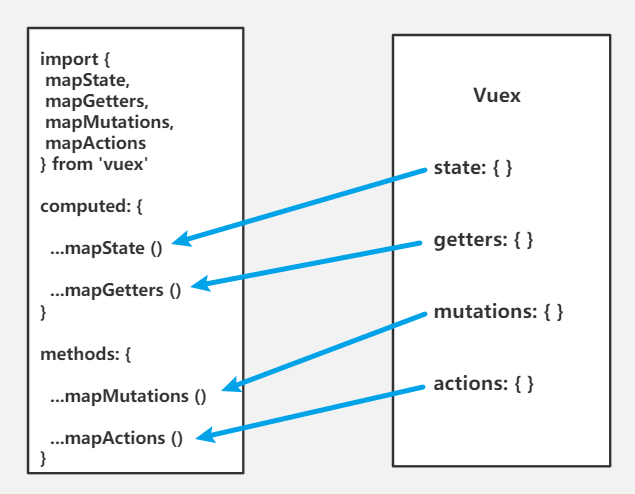 import {
mapState,
mapGetters,
mapMutations,
mapActions
} from 'vuex'
computed: {
...mapState ()
...mapGetters ()
}
methods: {
...mapMutations ()
...mapActions ()
}
Vuex
state: { }
getters: { }
mutations: { }
actions: { }